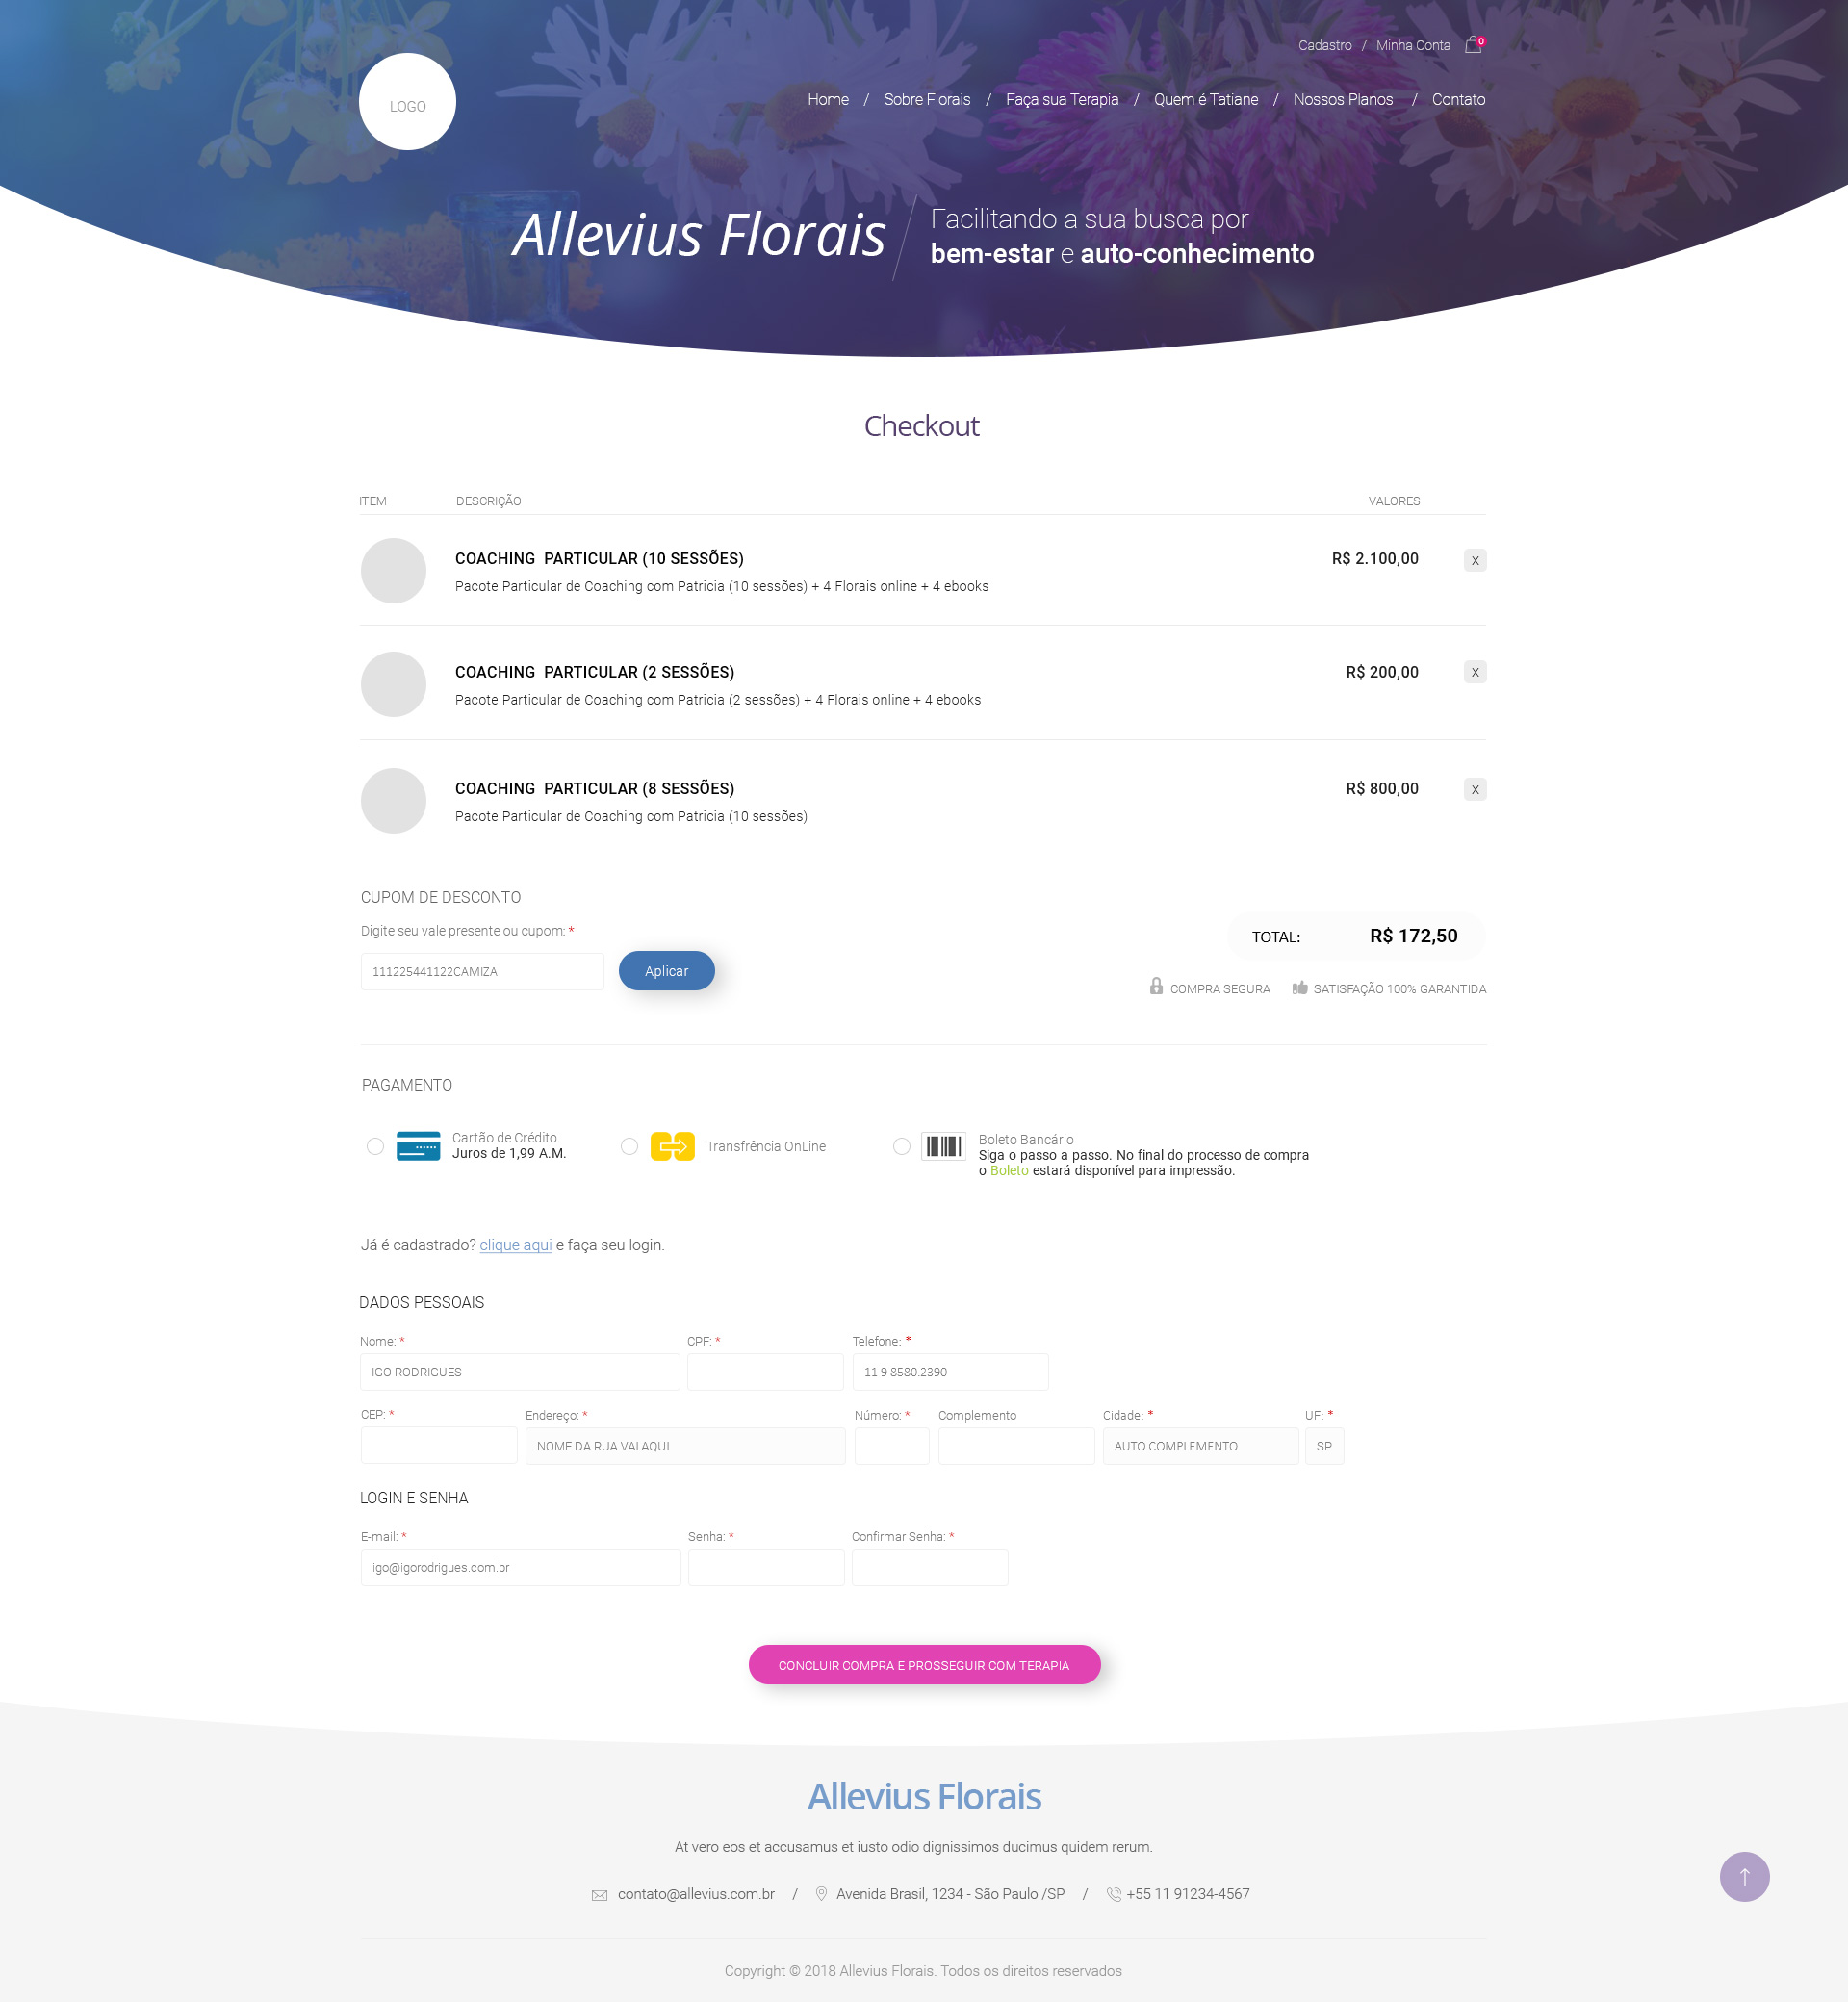 Cadastro / Minha Conta 0
LOGO
Home / Sobre Florais / Faça sua Terapia / Quem é Tatiane / Nossos Planos / Contato
Allevius Florais
Facilitando a sua busca por
bem-estar e auto-conhecimento
Checkout
ITEM DESCRIÇÃO VALORES
COACHING PARTICULAR (10 SESSÕES) R$ 2.100,00 X
Pacote Particular de Coaching com Patricia (10 sessões) + 4 Florais online + 4 ebooks
COACHING PARTICULAR (2 SESSÕES) R$ 200,00 X
Pacote Particular de Coaching com Patricia (2 sessões) + 4 Florais online + 4 ebooks
COACHING PARTICULAR (8 SESSÕES) R$ 800,00 X
Pacote Particular de Coaching com Patricia (10 sessões)
CUPOM DE DESCONTO
Digite seu vale presente ou cupom: *
111225441122CAMIZA Aplicar
TOTAL: R$ 172,50
COMPRA SEGURA SATISFAÇÃO 100% GARANTIDA
PAGAMENTO
Cartão de Crédito
Juros de 1,99 A.M.
Transfrência OnLine
Boleto Bancário
Siga o passo a passo. No final do processo de compra
o Boleto estará disponível para impressão.
Já é cadastrado? clique aqui e faça seu login.
DADOS PESSOAIS
Nome: * CPF: * Telefone: *
IGO RODRIGUES 11 9 8580.2390
CEP: * Endereço: * Número: * Complemento Cidade: * UF: *
NOME DA RUA VAI AQUI AUTO COMPLEMENTO SP
LOGIN E SENHA
E-mail: * Senha: * Confirmar Senha: *
igo@igorodrigues.com.br
CONCLUIR COMPRA E PROSSEGUIR COM TERAPIA
Allevius Florais
At vero eos et accusamus et iusto odio dignissimos ducimus quidem rerum.
contato@allevius.com.br / Avenida Brasil, 1234 - São Paulo /SP / +55 11 91234-4567
Copyright © 2018 Allevius Florais. Todos os direitos reservados